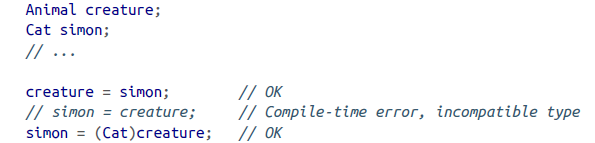 Animal creature;
Cat simon;
// ...
creature = simon;        // OK
// simon = creature;     // Compile-time error, incompatible type
simon = (Cat)creature;   // OK